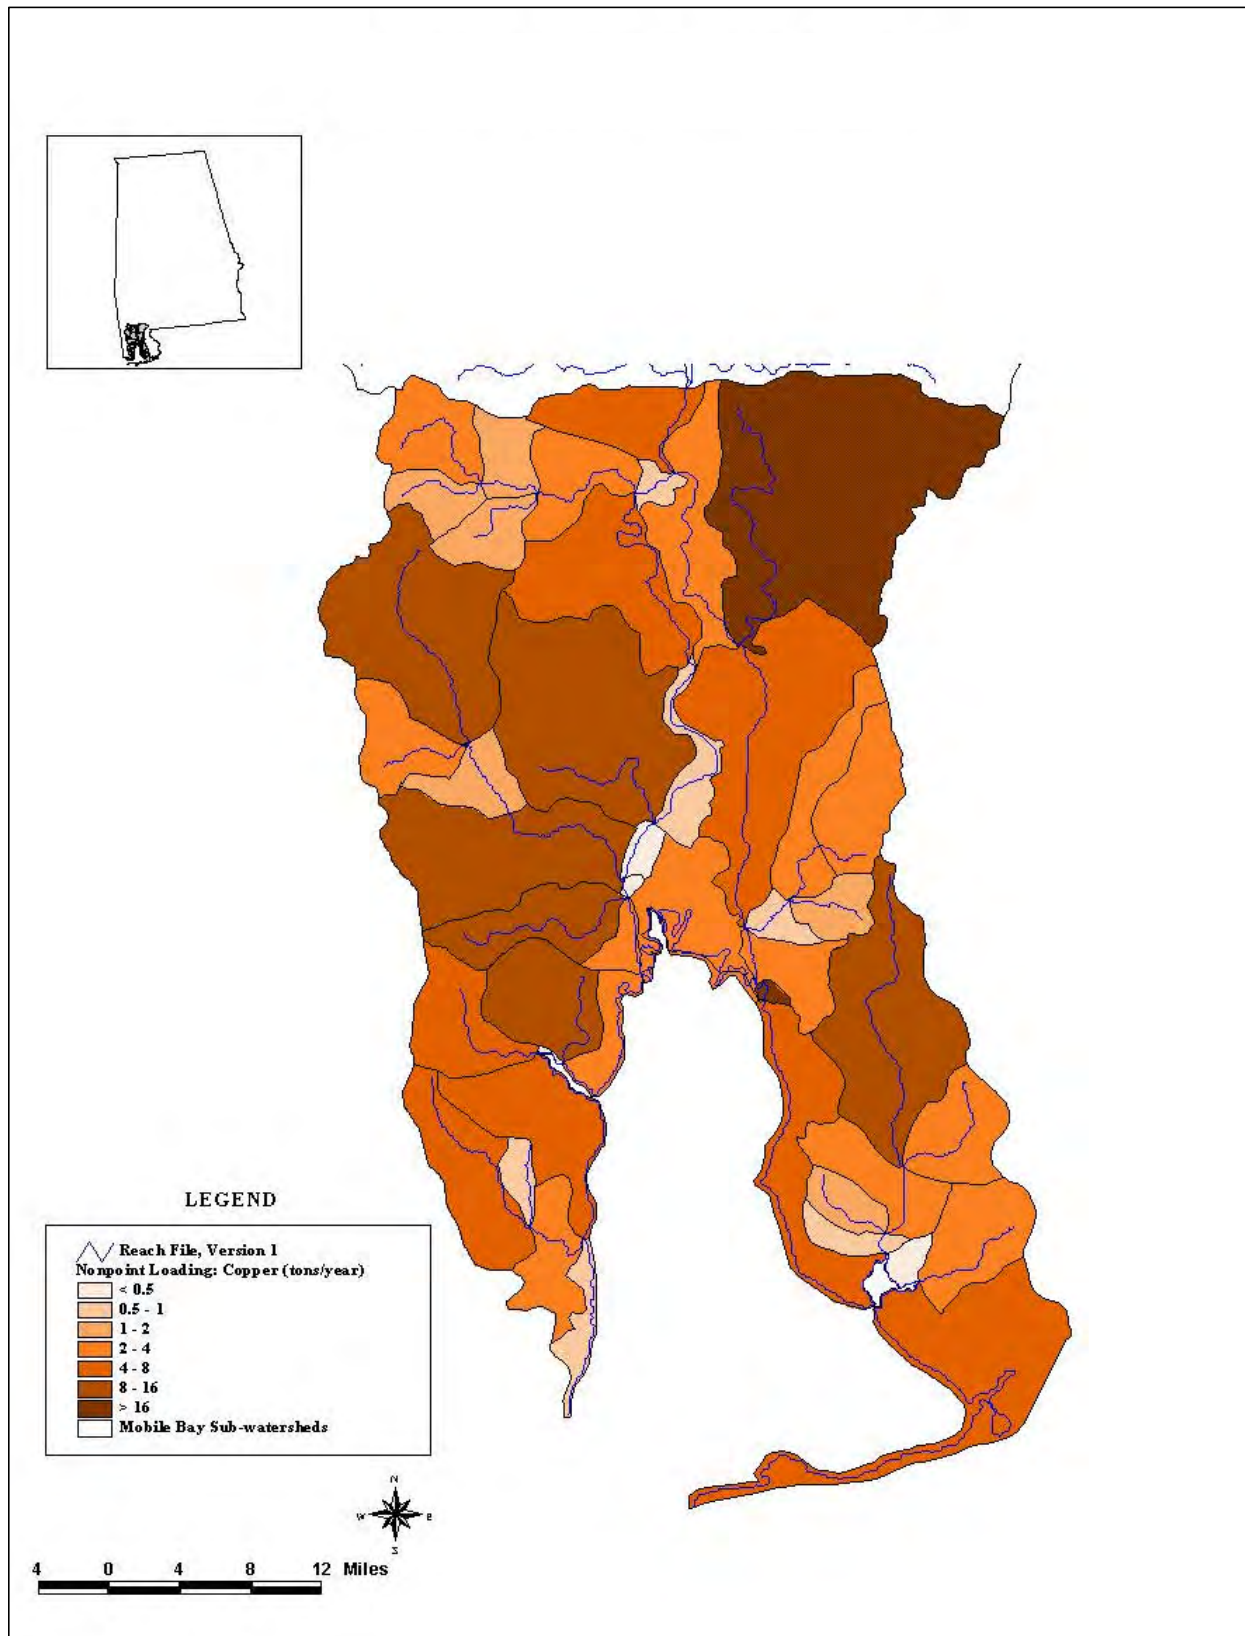 LEGEND
Reach File, Version 1
Nonpoint Loading: Copper (tons/year)
< 0.5
0.5 - 1
1 - 2
2 - 4
4 - 8
8 - 16
> 16
Mobile Bay Sub-watersheds
N
W E
S
4 0 4 8 12 Miles